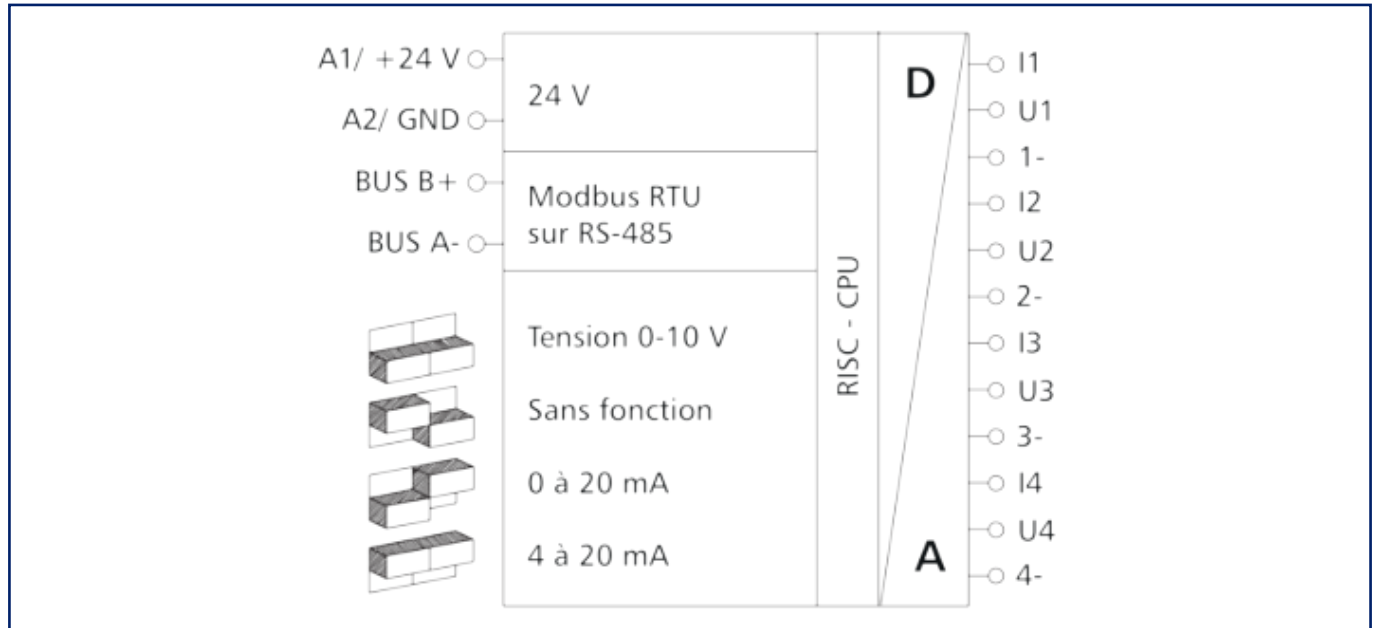 A1/ +24 V
A2/ GND
BUS B+
BUS A-
24 V
Modbus RTU
sur RS-485
Tension 0-10 V
Sans fonction
0 à 20 mA
4 à 20 mA
RISC - CPU
D
A
I1
U1
1-
I2
U2
2-
I3
U3
3-
I4
U4
4-